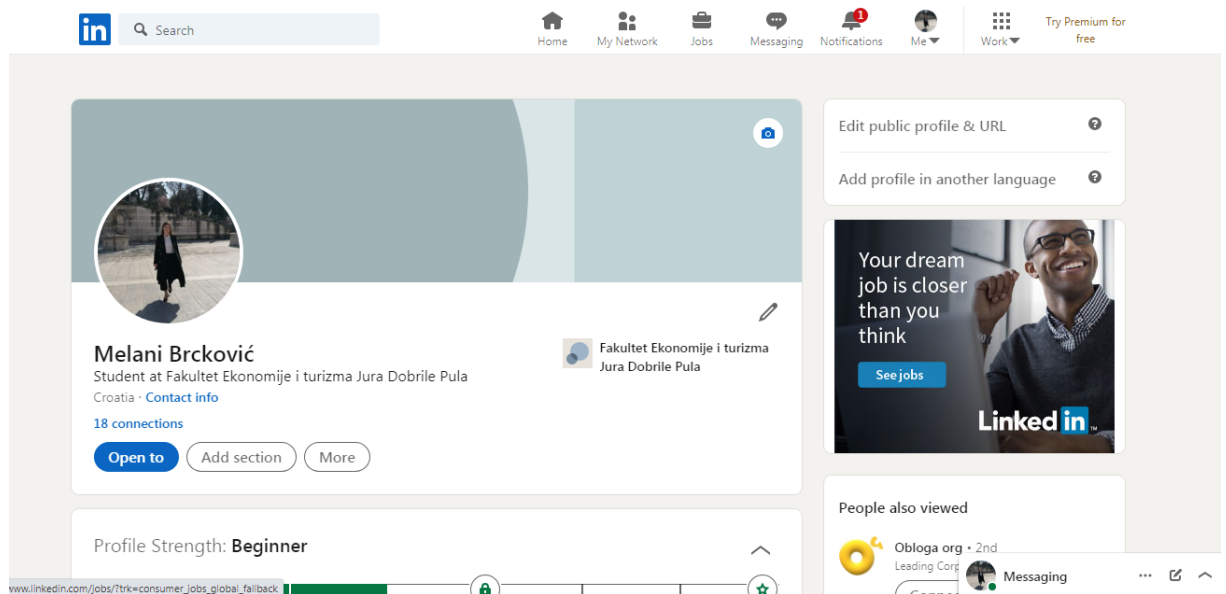 in
Search
Home
My Network
Jobs
Messaging
1
Notifications
Me
Work
Try Premium for
free
Melani Brcković
Student at Fakultet Ekonomije i turizma Jura Dobrile Pula
Croatia · Contact info
18 connections
Open to
Add section
More
Fakultet Ekonomije i turizma
Jura Dobrile Pula
Profile Strength: Beginner
www.linkedin.com/jobs/?trk=consumer_jobs_global_failback
Edit public profile & URL
Add profile in another language
Your dream
job is closer
than you
think
See jobs
Linked in
People also viewed
Obloga org • 2nd
Leading Corp
Messaging